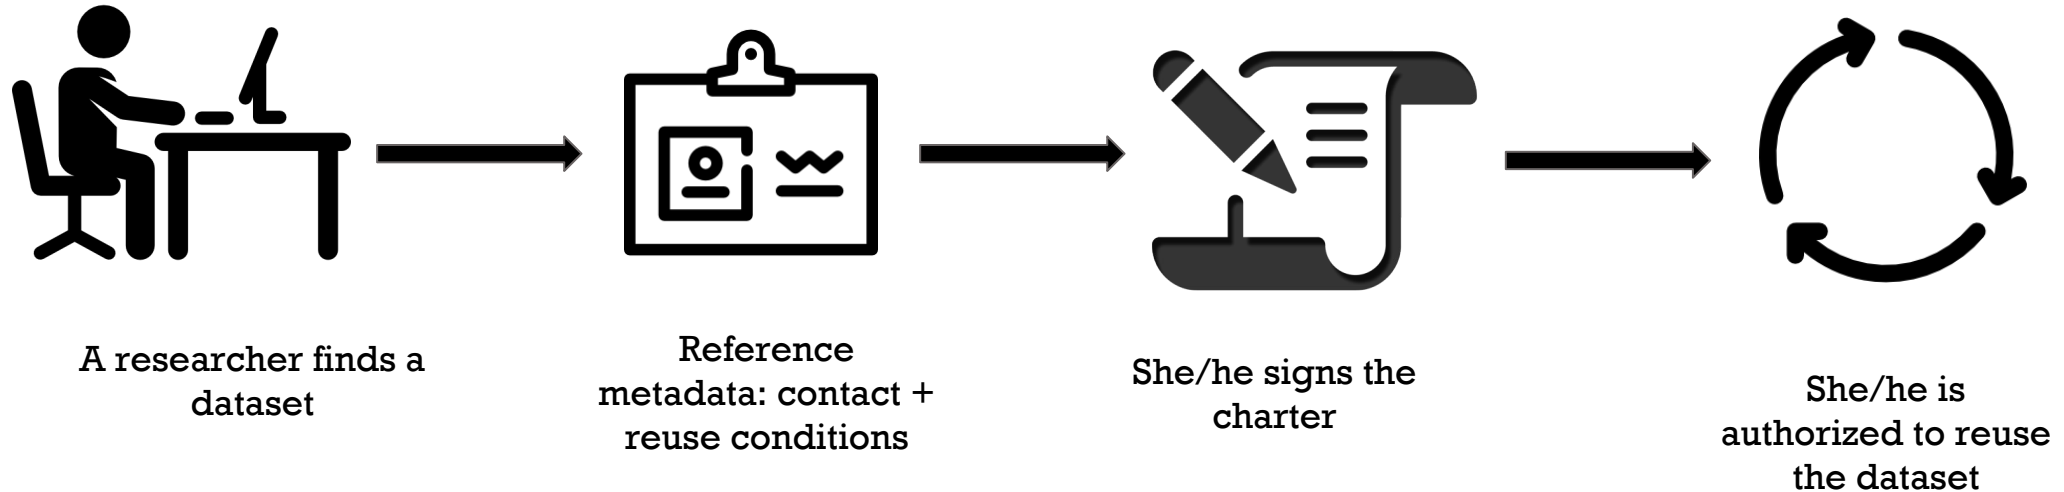 A researcher finds a
dataset
Reference
metadata: contact +
reuse conditions
She/he signs the
charter
She/he is
authorized to reuse
the dataset